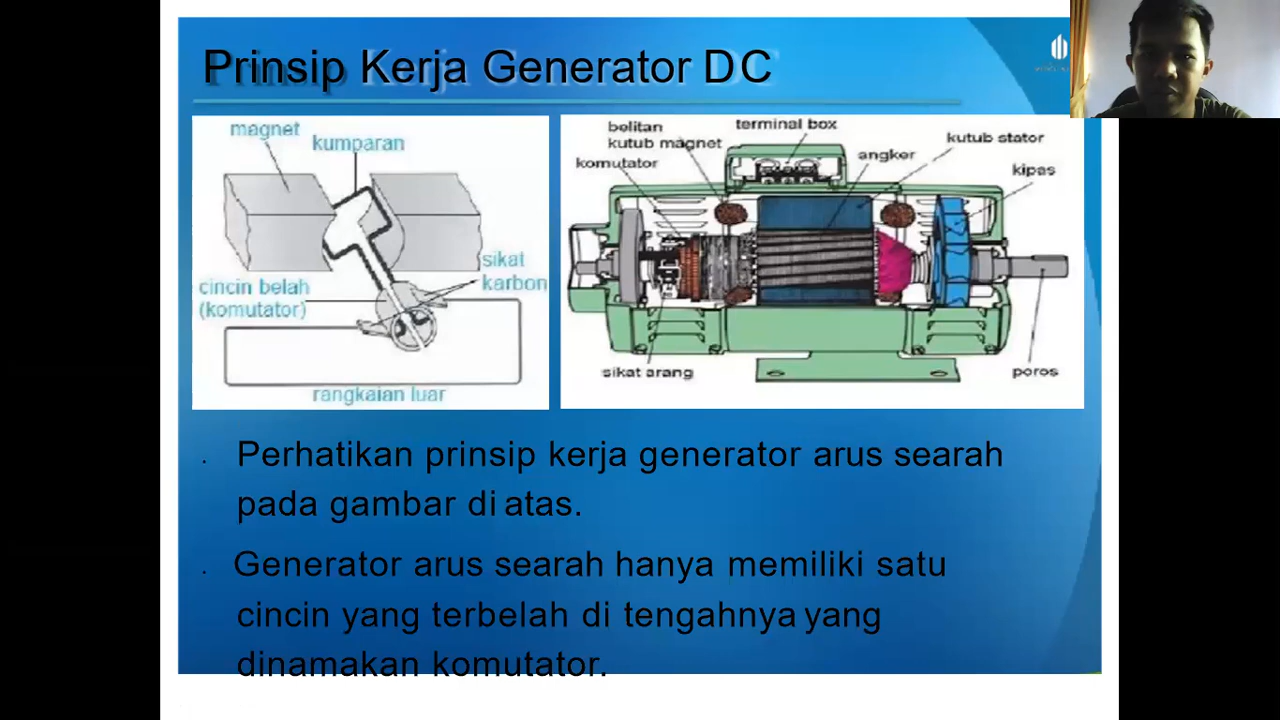 Prinsip Kerja Generator DC
magnet
kumparan
sikat
karbon
cincin belah
(komutator)
rangkaian luar
belitan
kutub magnet
komutator
terminal box
angker
kutub stator
kipas
sikat arang
poros
Perhatikan prinsip kerja generator arus searah
pada gambar di atas.
Generator arus searah hanya memiliki satu
cincin yang terbelah di tengahnya yang
dinamakan komutator.